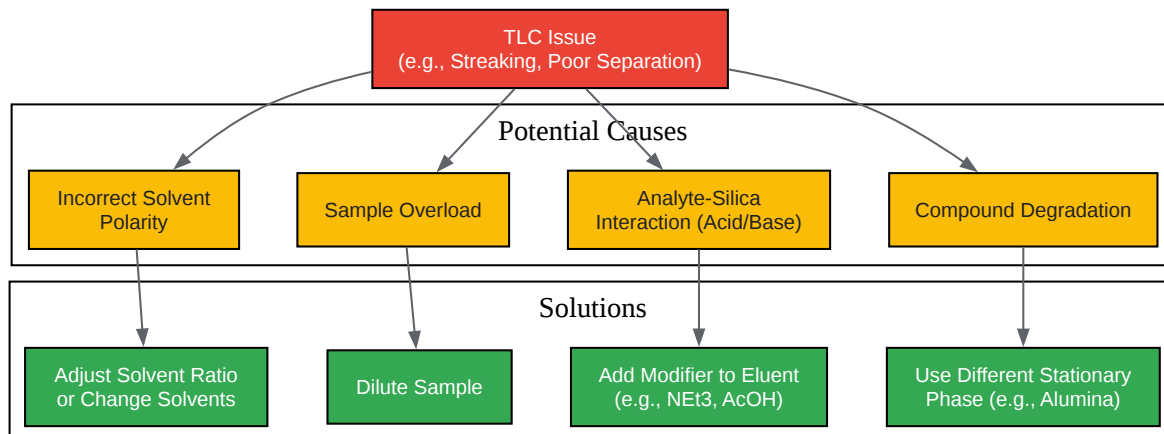 TLC Issue
(e.g., Streaking, Poor Separation)
Potential Causes
Incorrect Solvent
Polarity
Sample Overload
Analyte-Silica
Interaction (Acid/Base)
Compound Degradation
Solutions
Adjust Solvent Ratio
or Change Solvents
Dilute Sample
Add Modifier to Eluent
(e.g., NEt3, AcOH)
Use Different Stationary
Phase (e.g., Alumina)